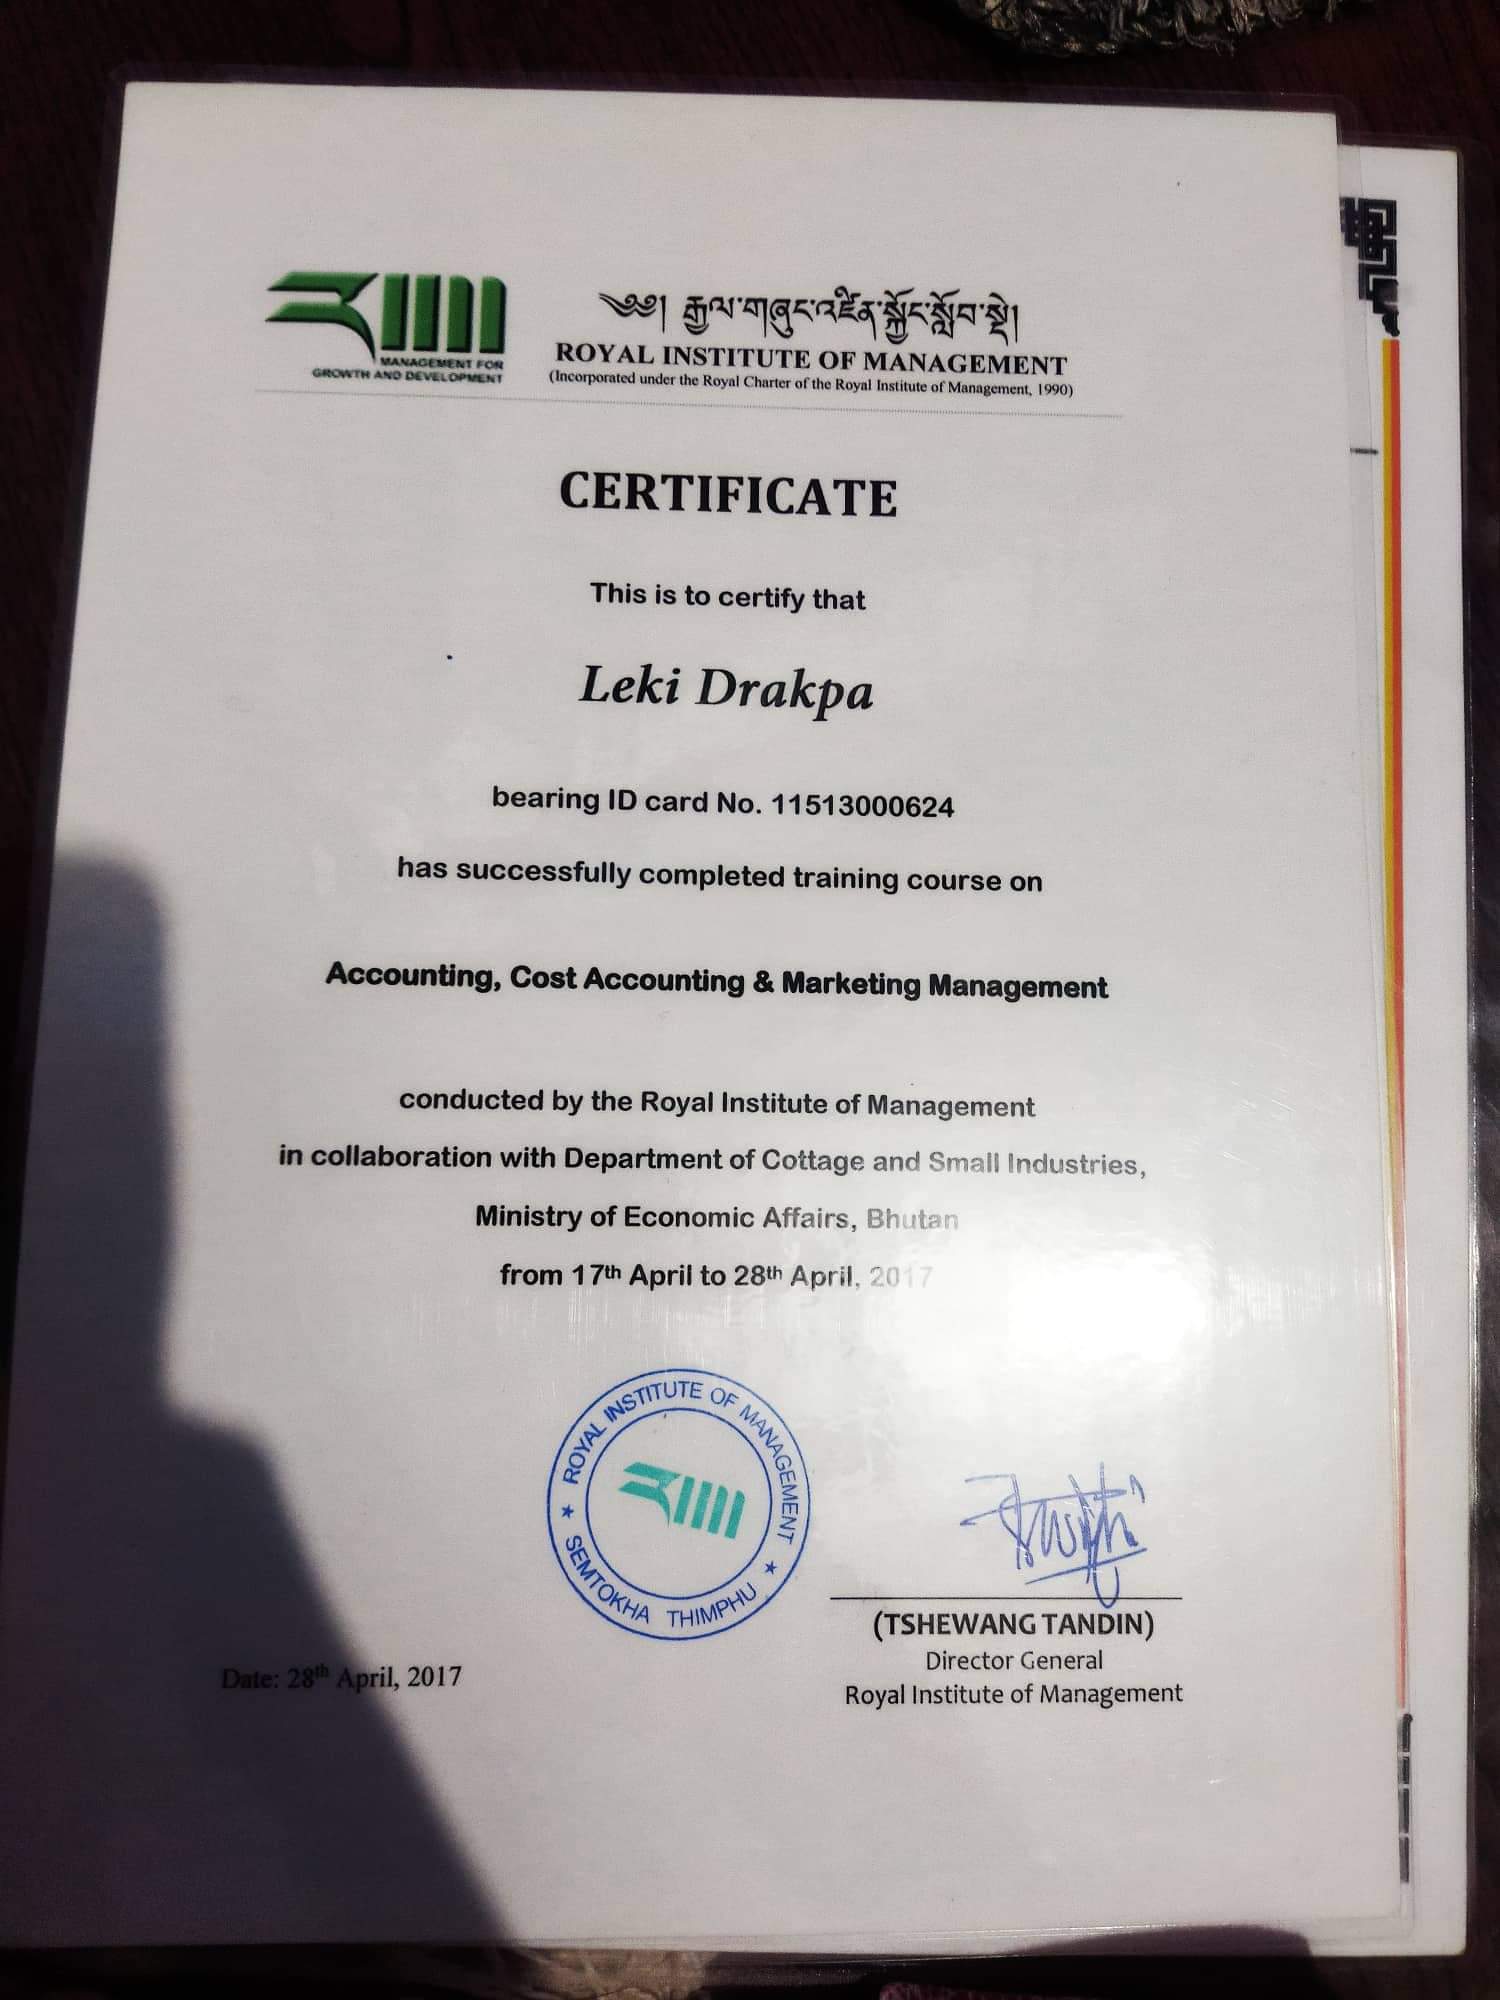 MANAGEMENT FOR
GROWTH AND DEVELOPMENT
༄༅། རྒྱལ་གཞུང་འཛིན་སྐྱོང་སློབ་སྡེ།
ROYAL INSTITUTE OF MANAGEMENT
(Incorporated under the Royal Charter of the Royal Institute of Management, 1990)
CERTIFICATE
This is to certify that
Leki Drakpa
bearing ID card No. 11513000624
has successfully completed training course on
Accounting, Cost Accounting & Marketing Management
conducted by the Royal Institute of Management
in collaboration with Department of Cottage and Small Industries,
Ministry of Economic Affairs, Bhutan
from 17th April to 28th April, 2017
ROYAL INSTITUTE OF MANAGEMENT
★ SEMTOKHA THIMPHU ★
(TSHEWANG TANDIN)
Director General
Royal Institute of Management
Date: 28th April, 2017